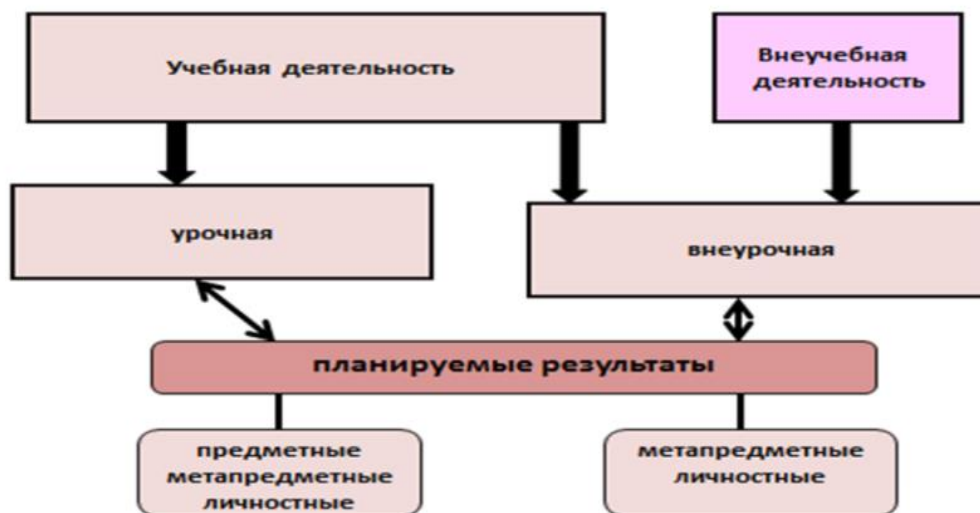 Учебная деятельность
Внеучебная
деятельность
урочная
внеурочная
планируемые результаты
предметные
метапредметные
личностные
метапредметные
личностные